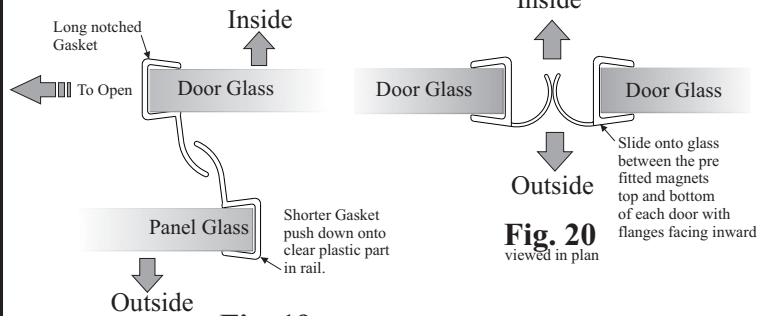 Long notched
Gasket
Inside
To Open
Door Glass
Panel Glass
Shorter Gasket
push down onto
clear plastic part
in rail.
Outside
Inside
Door Glass
Door Glass
Outside
Slide onto glass
between the pre
fitted magnets
top and bottom
of each door with
flanges facing inward
Fig. 20
viewed in plan